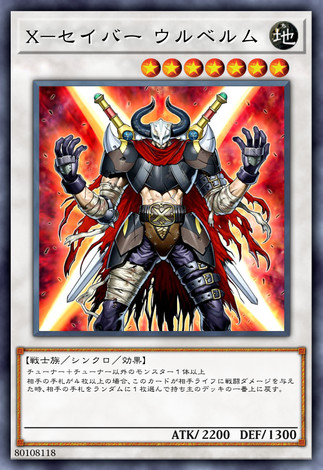 X−セイバー ウルベルム
地
【戦士族／シンクロ／効果】
チューナー＋チューナー以外のモンスター１体以上
相手の手札が４枚以上の場合、このカードが相手ライフに戦闘ダメージを与え
た時、相手の手札をランダムに１枚選んで持ち主のデッキの一番上に戻す。
ATK/ 2200 DEF/ 1300
80108118